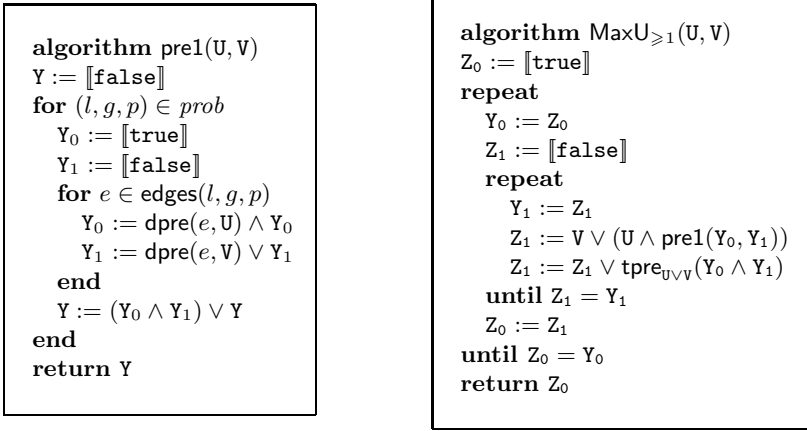 algorithm pre1(U, V)
Y := ⟦false⟧
for (l, g, p) ∈ prob
Y₀ := ⟦true⟧
Y₁ := ⟦false⟧
for e ∈ edges(l, g, p)
Y₀ := dpre(e, U) ∧ Y₀
Y₁ := dpre(e, V) ∨ Y₁
end
Y := (Y₀ ∧ Y₁) ∨ Y
end
return Y
algorithm MaxU⩾₁(U, V)
Z₀ := ⟦true⟧
repeat
Y₀ := Z₀
Z₁ := ⟦false⟧
repeat
Y₁ := Z₁
Z₁ := V ∨ (U ∧ pre1(Y₀, Y₁))
Z₁ := Z₁ ∨ tpre_{U∨V}(Y₀ ∧ Y₁)
until Z₁ = Y₁
Z₀ := Z₁
until Z₀ = Y₀
return Z₀